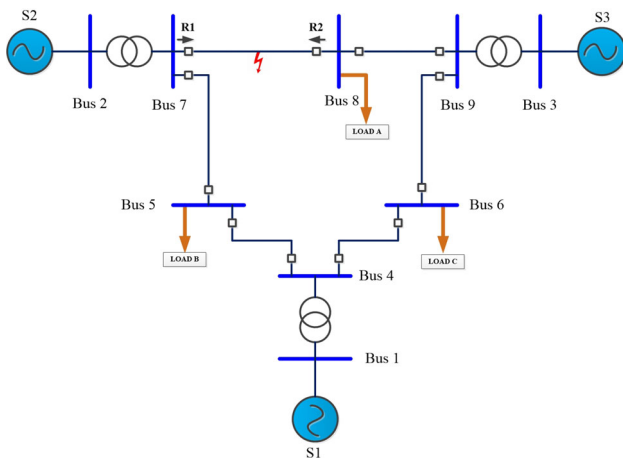 S2
R1
R2
S3
Bus 2
Bus 7
Bus 8
Bus 9
Bus 3
LOAD A
Bus 5
Bus 6
LOAD B
LOAD C
Bus 4
Bus 1
S1